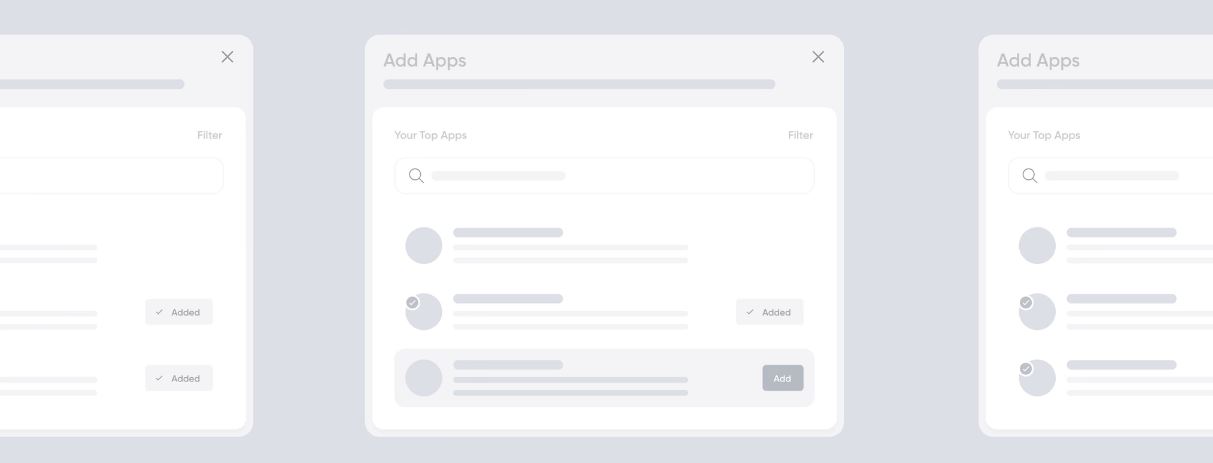 Filter
Added
Added
Add Apps
Your Top Apps
Filter
Added
Add
Add Apps
Your Top Apps